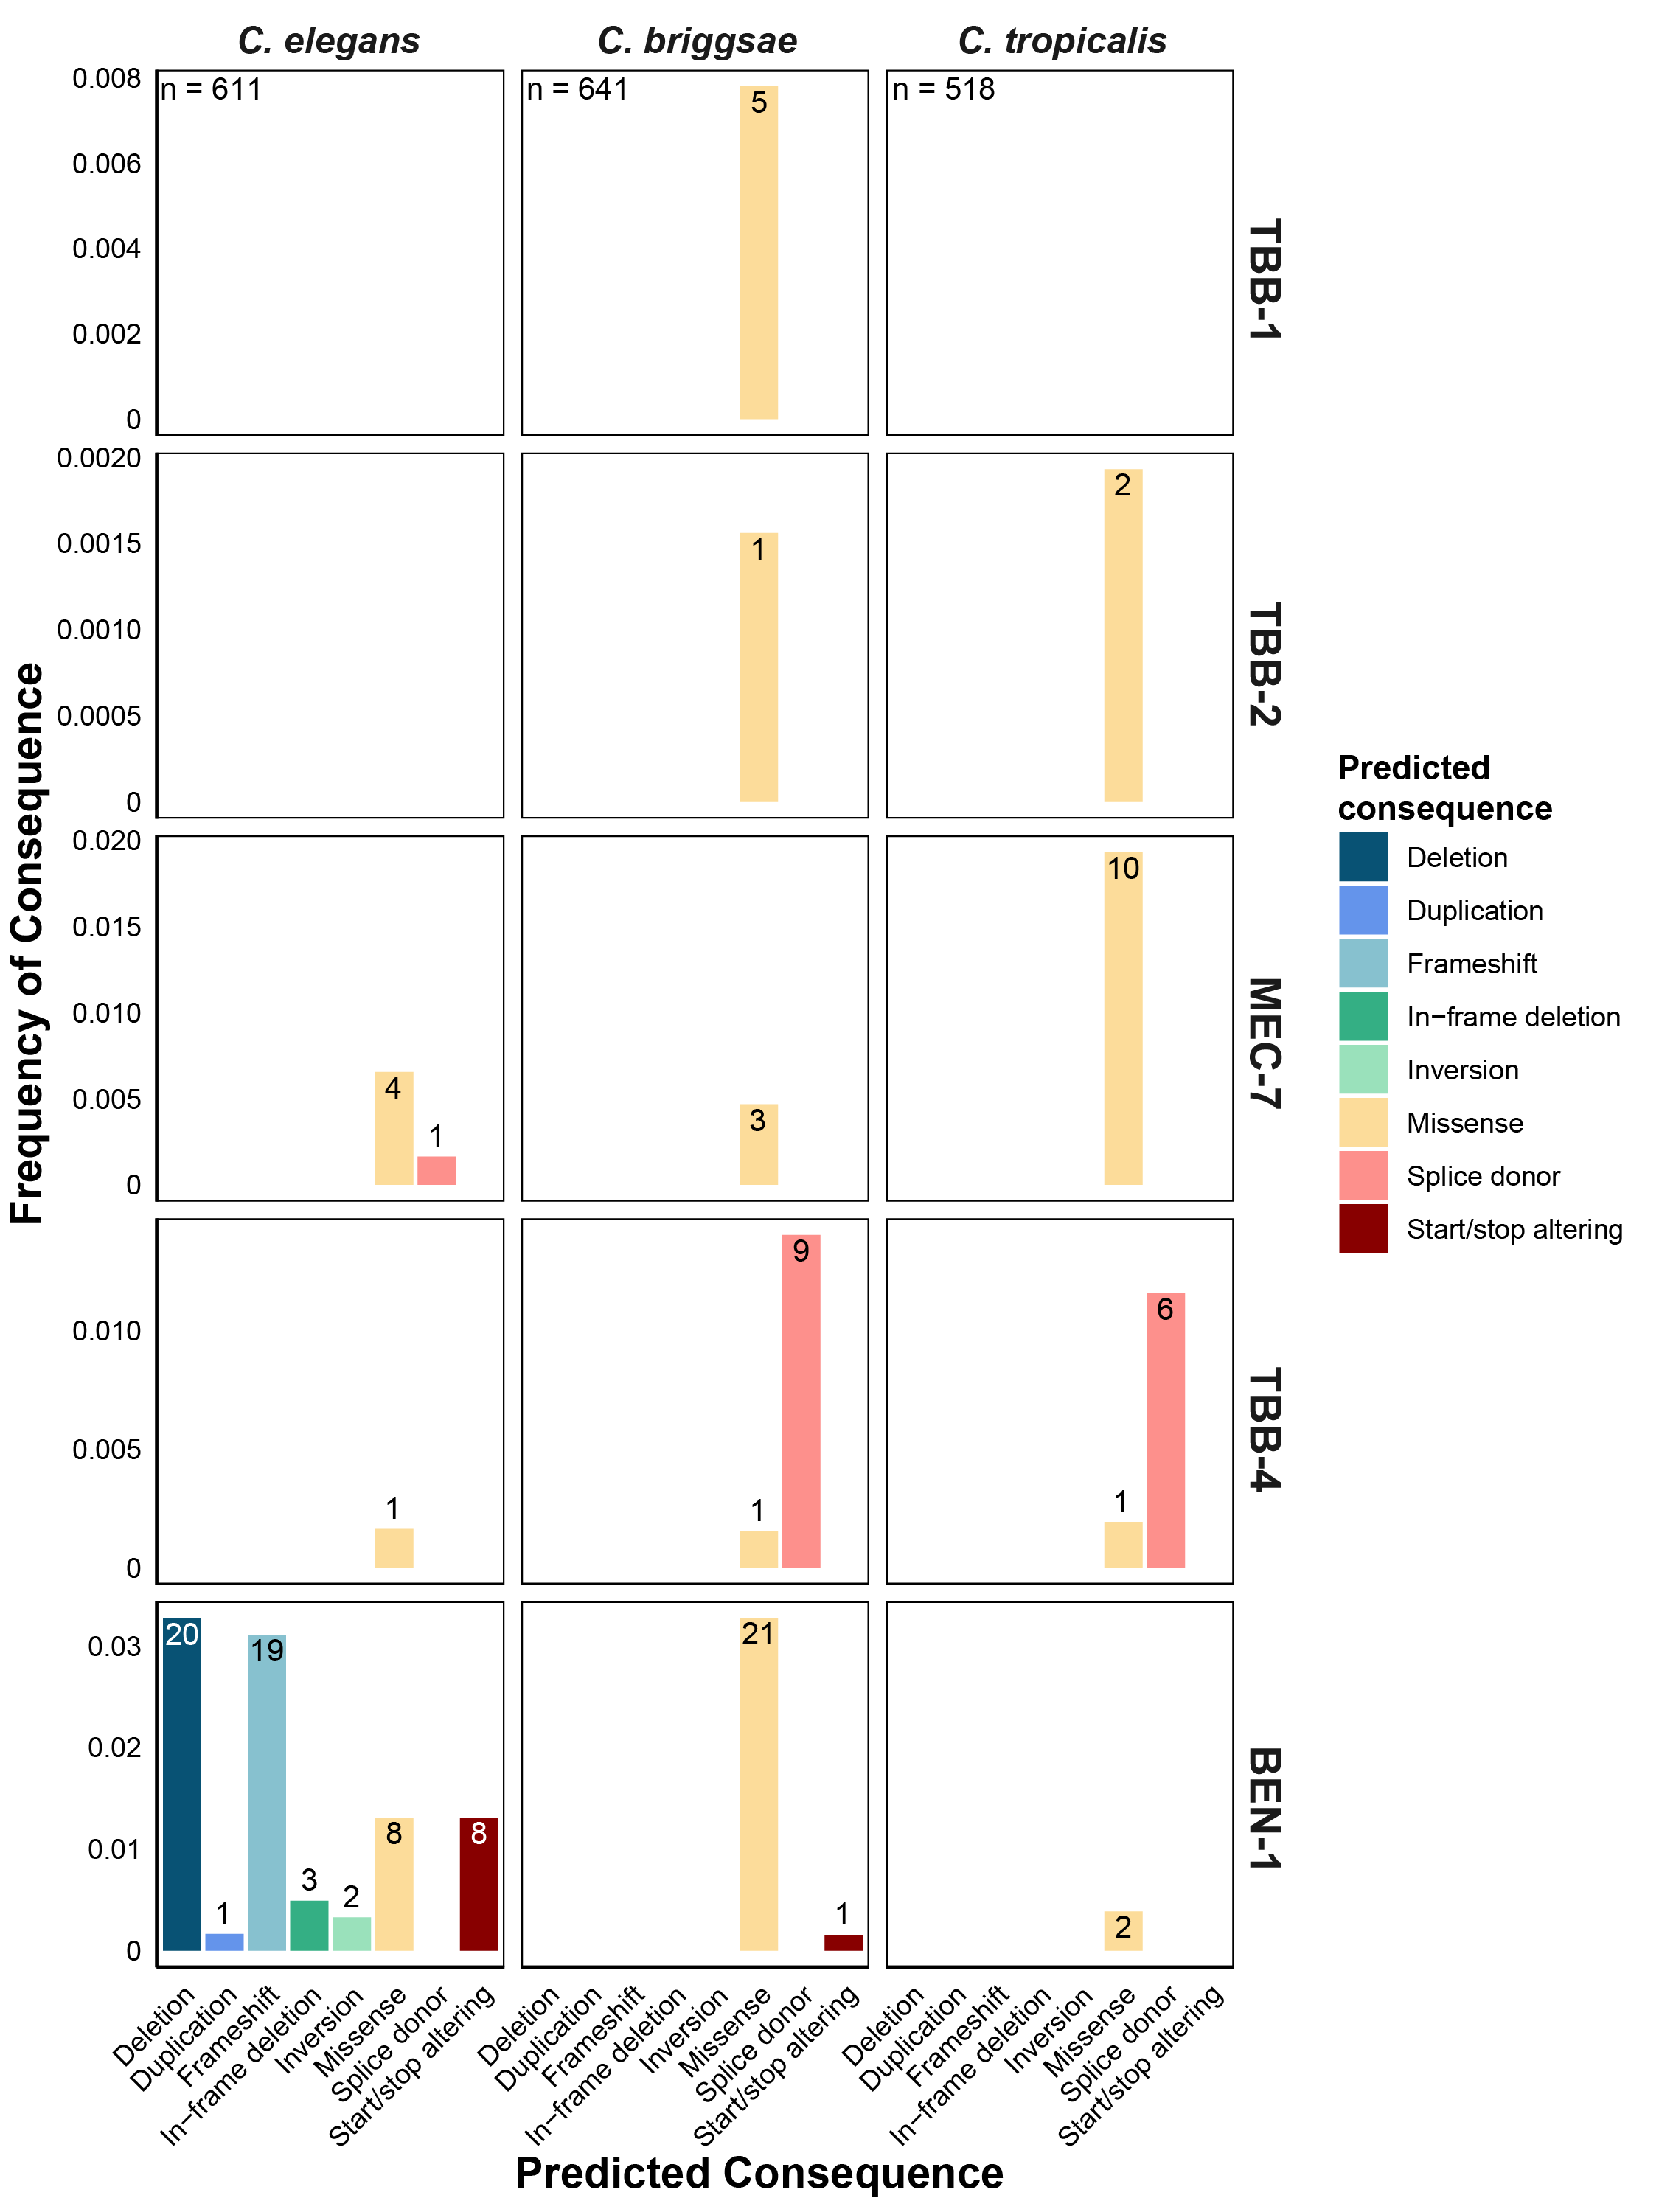 C. elegans
C. briggsae
C. tropicalis
n = 611
n = 641
n = 518
0.008
0.006
0.004
0.002
0
5
TBB-1
0.0020
0.0015
0.0010
0.0005
0
1
2
TBB-2
0.020
0.015
0.010
0.005
0
4
1
3
10
MEC-7
0.010
0.005
0
1
1
9
1
6
TBB-4
0.03
0.02
0.01
0
20
1
19
3
2
8
8
21
1
2
BEN-1
Deletion
Duplication
Frameshift
In−frame deletion
Inversion
Missense
Splice donor
Start/stop altering
Deletion
Duplication
Frameshift
In−frame deletion
Inversion
Missense
Splice donor
Start/stop altering
Deletion
Duplication
Frameshift
In−frame deletion
Inversion
Missense
Splice donor
Start/stop altering
Predicted Consequence
Frequency of Consequence
Predicted
consequence
Deletion
Duplication
Frameshift
In−frame deletion
Inversion
Missense
Splice donor
Start/stop altering